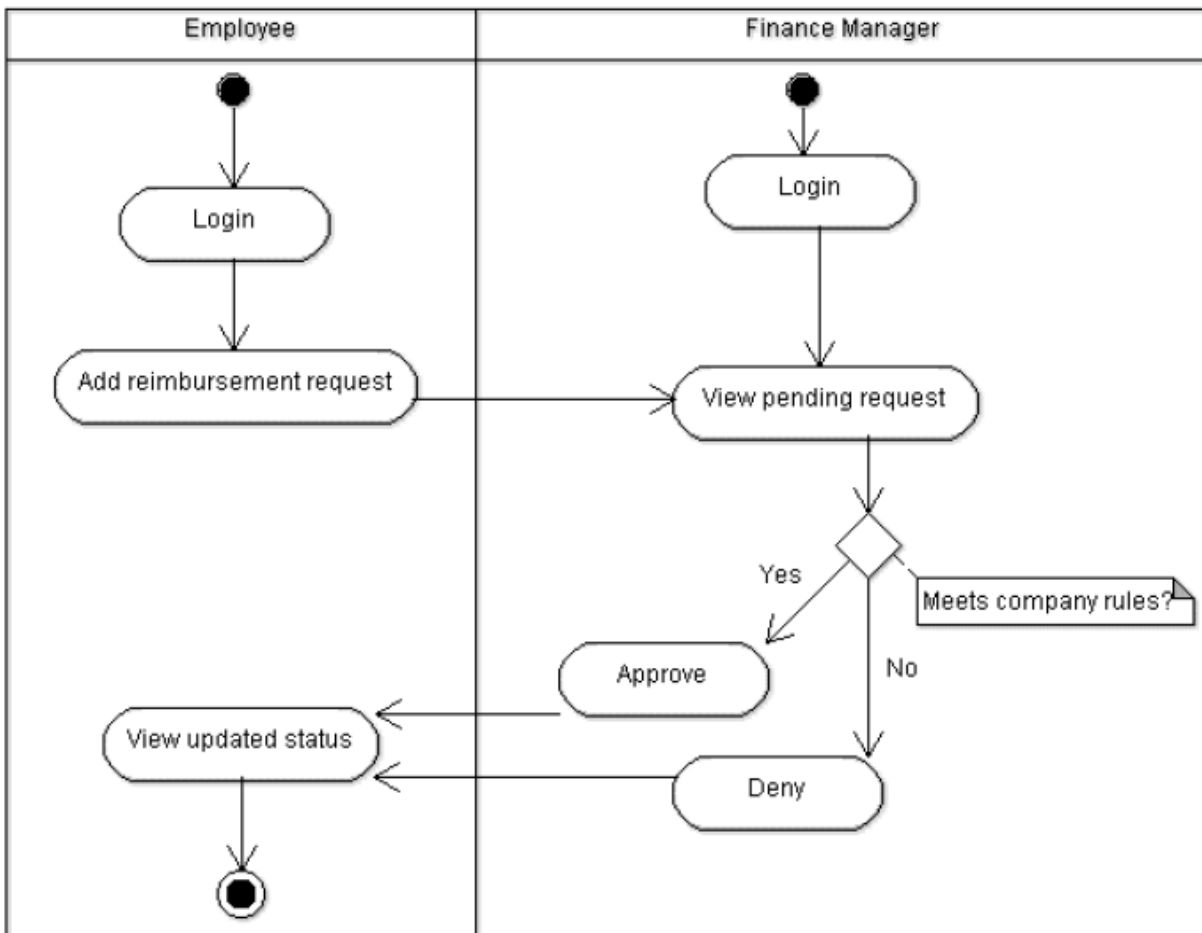 Employee
Finance Manager
Login
Login
Add reimbursement request
View pending request
Yes
Meets company rules?
No
Approve
View updated status
Deny